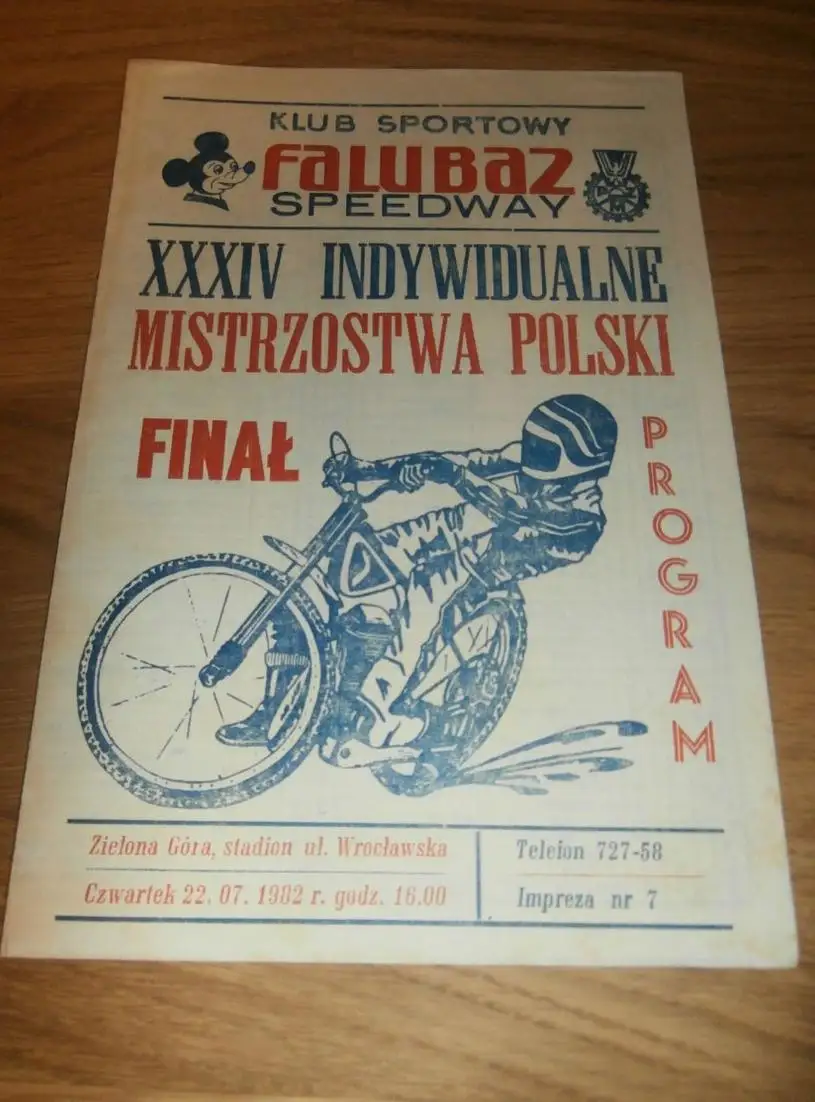 KLUB SPORTOWY
FALUBAZ
SPEEDWAY
XXXIV INDYWIDUALNE
MISTRZOSTWA POLSKI
FINAŁ
PROGRAM
Zielona Góra, stadion ul. Wrocławska
Czwartek 22. 07. 1982 r. godz. 16.00
Telefon 727-58
Impreza nr 7